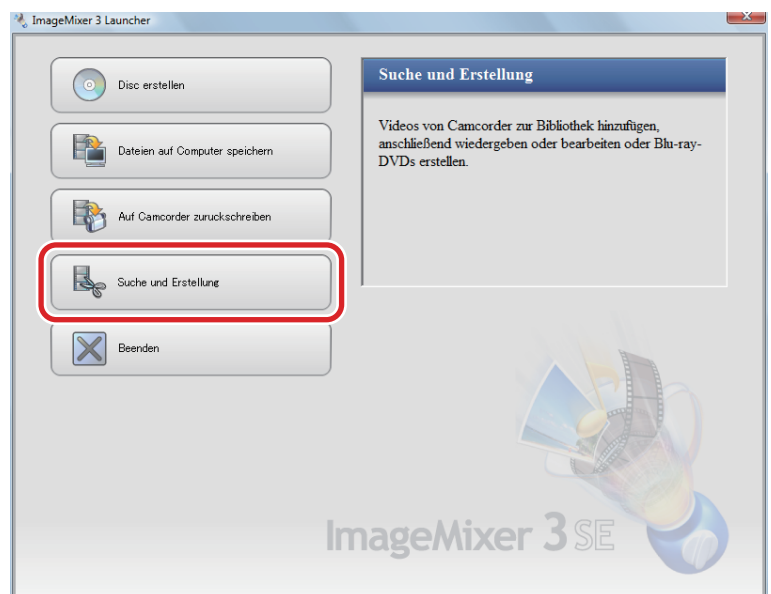 ImageMixer 3 Launcher
Disc erstellen
Dateien auf Computer speichern
Auf Camcorder zuruckschreiben
Suche und Erstellung
Beenden
Suche und Erstellung
Videos von Camcorder zur Bibliothek hinzufügen,
anschließend wiedergeben oder bearbeiten oder Blu-ray-
DVDs erstellen.
ImageMixer 3 SE